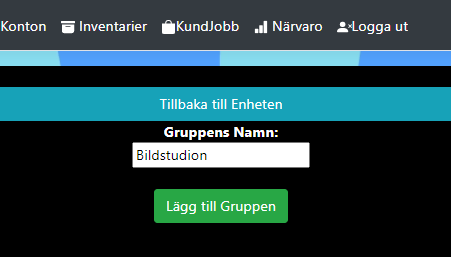 Konton Inventarier KundJobb Närvaro Logga ut
Tillbaka till Enheten
Gruppens Namn:
Bildstudion
Lägg till Gruppen